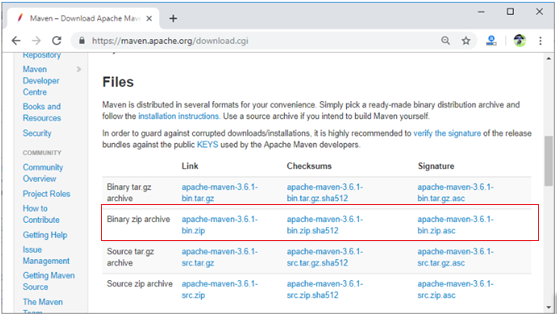 Maven – Download Apache Mav
https://maven.apache.org/download.cgi
Repository
Maven
Developer
Centre
Books and
Resources
Security
COMMUNITY
Community
Overview
Project Roles
How to
Contribute
Getting Help
Issue
Management
Getting Maven
Source
The Maven
Team
Files
Maven is distributed in several formats for your convenience. Simply pick a ready-made binary distribution archive and
follow the installation instructions. Use a source archive if you intend to build Maven yourself.
In order to guard against corrupted downloads/installations, it is highly recommended to verify the signature of the release
bundles against the public KEYS used by the Apache Maven developers.
Link Checksums Signature
Binary tar.gz apache-maven-3.6.1- apache-maven-3.6.1- apache-maven-3.6.1-
archive bin.tar.gz bin.tar.gz.sha512 bin.tar.gz.asc
Binary zip archive apache-maven-3.6.1- apache-maven-3.6.1- apache-maven-3.6.1-
bin.zip bin.zip.sha512 bin.zip.asc
Source tar.gz apache-maven-3.6.1- apache-maven-3.6.1- apache-maven-3.6.1-
archive src.tar.gz src.tar.gz.sha512 src.tar.gz.asc
Source zip archive apache-maven-3.6.1- apache-maven-3.6.1- apache-maven-3.6.1-
src.zip src.zip.sha512 src.zip.asc